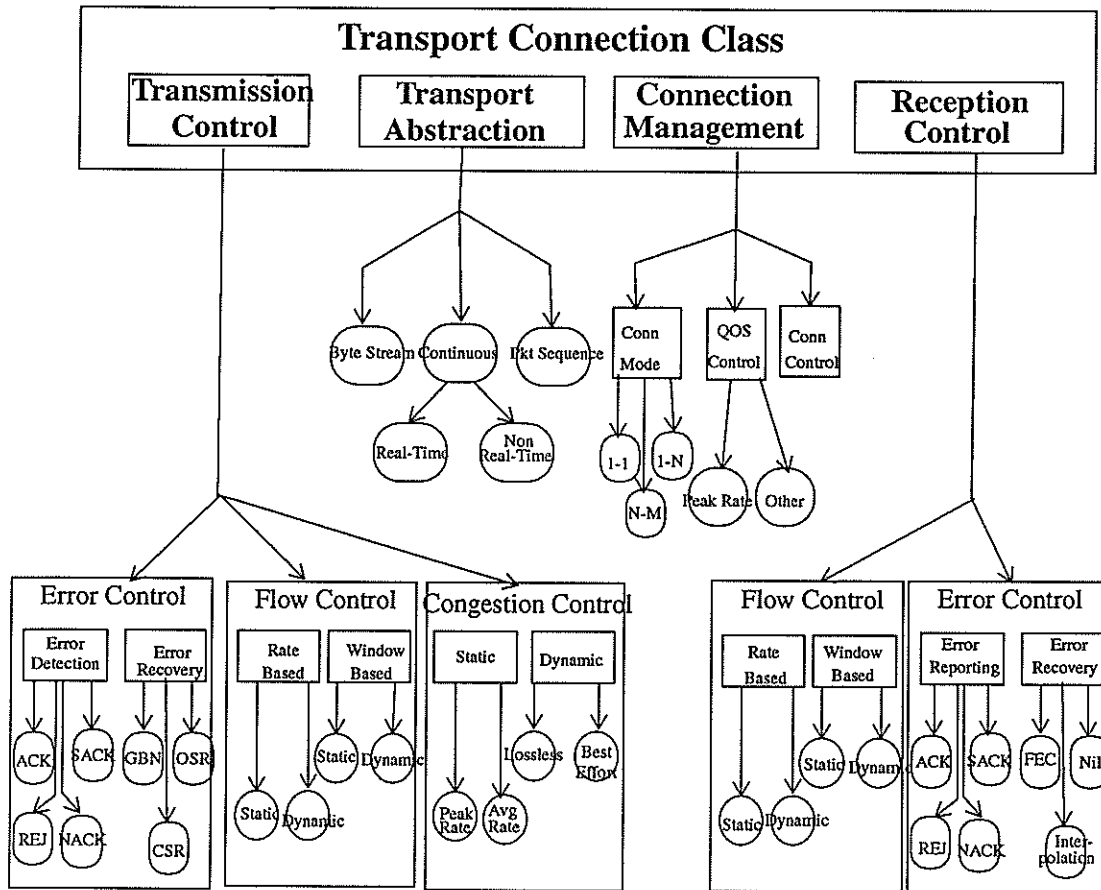 Transport Connection Class
Transmission
Control
Transport
Abstraction
Connection
Management
Reception
Control
Byte Stream
Continuous
Pkt Sequence
Real-Time
Non
Real-Time
Conn
Mode
QOS
Control
Conn
Control
1-1
1-N
N-M
Peak Rate
Other
Error Control
Error
Detection
Error
Recovery
ACK
SACK
GBN
OSR
REJ
NACK
CSR
Flow Control
Rate
Based
Window
Based
Static
Dynamic
Static
Dynamic
Congestion Control
Static
Dynamic
Lossless
Best
Effort
Peak
Rate
Avg
Rate
Flow Control
Rate
Based
Window
Based
Static
Dynamic
Static
Dynamic
Error Control
Error
Reporting
Error
Recovery
ACK
SACK
FEC
Nil
REJ
NACK
Inter-
polation